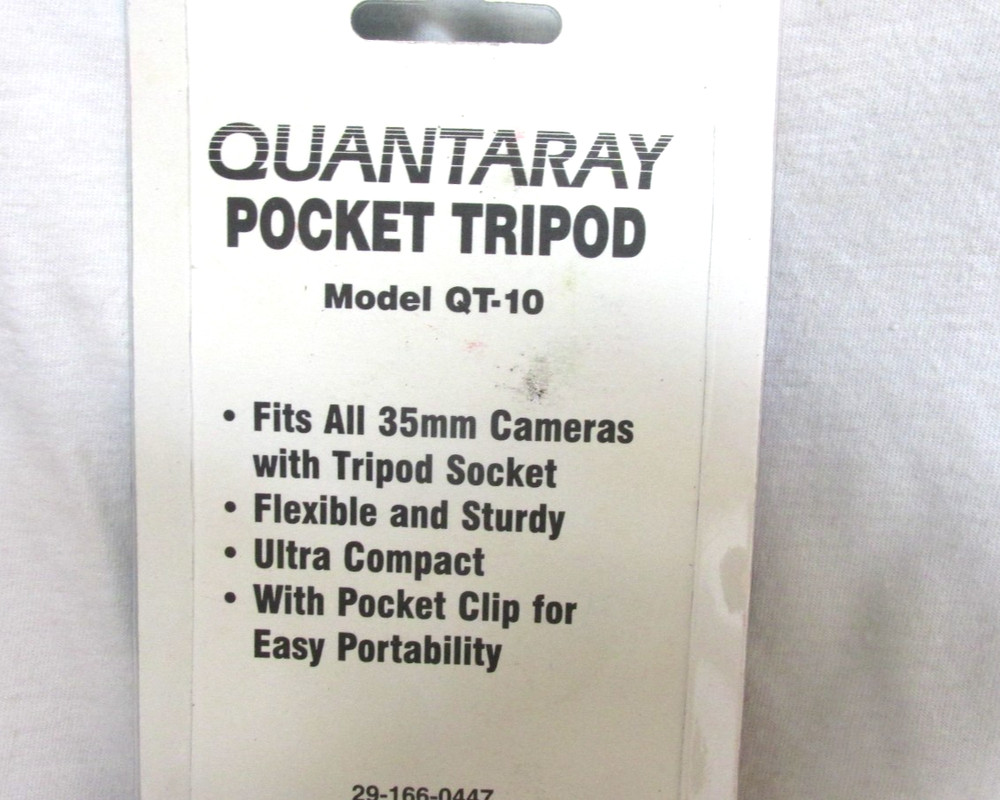 QUANTARAY
POCKET TRIPOD
Model QT-10
• Fits All 35mm Cameras
with Tripod Socket
• Flexible and Sturdy
• Ultra Compact
• With Pocket Clip for
Easy Portability
29-166-0447